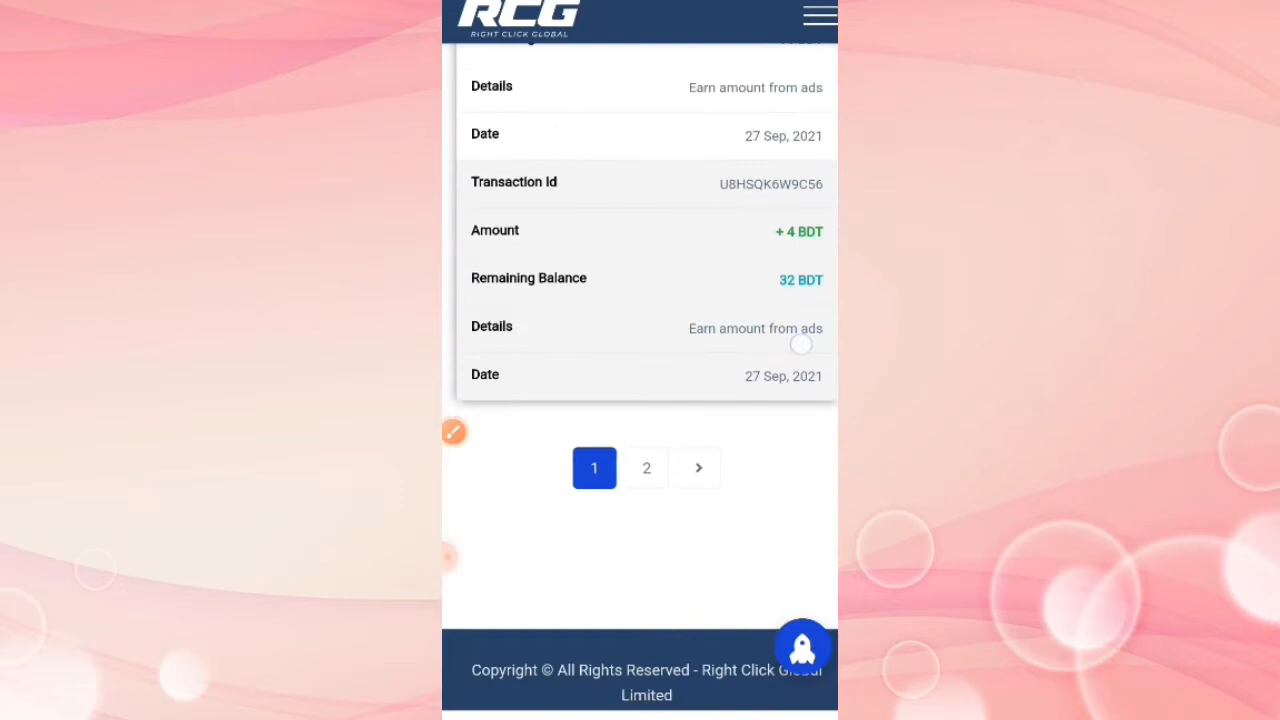 RCG
RIGHT CLICK GLOBAL
Details Earn amount from ads
Date 27 Sep, 2021
Transaction Id U8HSQK6W9C56
Amount + 4 BDT
Remaining Balance 32 BDT
Details Earn amount from ads
Date 27 Sep, 2021
1 2
Copyright © All Rights Reserved - Right Click Global
Limited